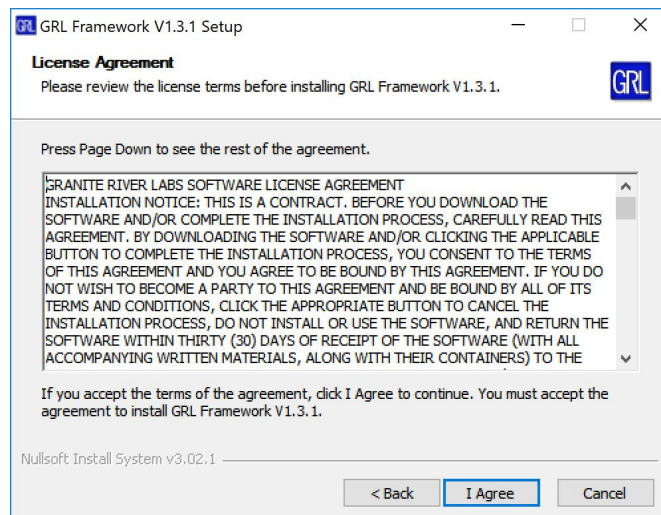 GRL GRL Framework V1.3.1 Setup
License Agreement
Please review the license terms before installing GRL Framework V1.3.1.
GRL
Press Page Down to see the rest of the agreement.
GRANITE RIVER LABS SOFTWARE LICENSE AGREEMENT
INSTALLATION NOTICE: THIS IS A CONTRACT. BEFORE YOU DOWNLOAD THE
SOFTWARE AND/OR COMPLETE THE INSTALLATION PROCESS, CAREFULLY READ THIS
AGREEMENT. BY DOWNLOADING THE SOFTWARE AND/OR CLICKING THE APPLICABLE
BUTTON TO COMPLETE THE INSTALLATION PROCESS, YOU CONSENT TO THE TERMS
OF THIS AGREEMENT AND YOU AGREE TO BE BOUND BY THIS AGREEMENT. IF YOU DO
NOT WISH TO BECOME A PARTY TO THIS AGREEMENT AND BE BOUND BY ALL OF ITS
TERMS AND CONDITIONS, CLICK THE APPROPRIATE BUTTON TO CANCEL THE
INSTALLATION PROCESS, DO NOT INSTALL OR USE THE SOFTWARE, AND RETURN THE
SOFTWARE WITHIN THIRTY (30) DAYS OF RECEIPT OF THE SOFTWARE (WITH ALL
ACCOMPANYING WRITTEN MATERIALS, ALONG WITH THEIR CONTAINERS) TO THE
If you accept the terms of the agreement, click I Agree to continue. You must accept the
agreement to install GRL Framework V1.3.1.
Nullsoft Install System v3.02.1
< Back I Agree Cancel